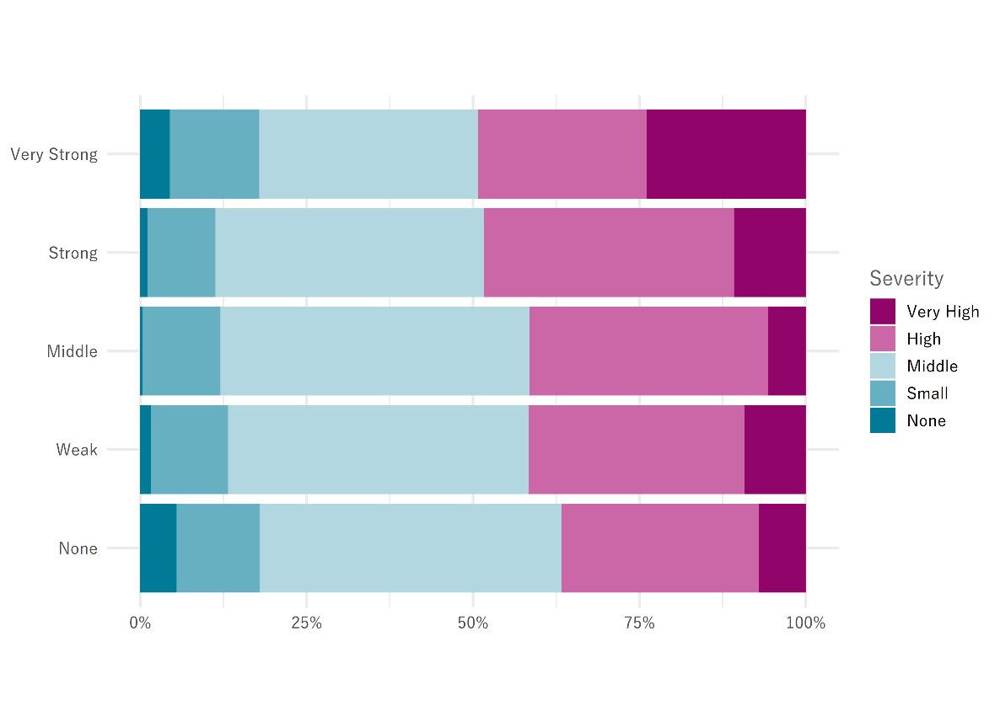 Very Strong
Strong
Middle
Weak
None
0%
25%
50%
75%
100%
Severity
Very High
High
Middle
Small
None